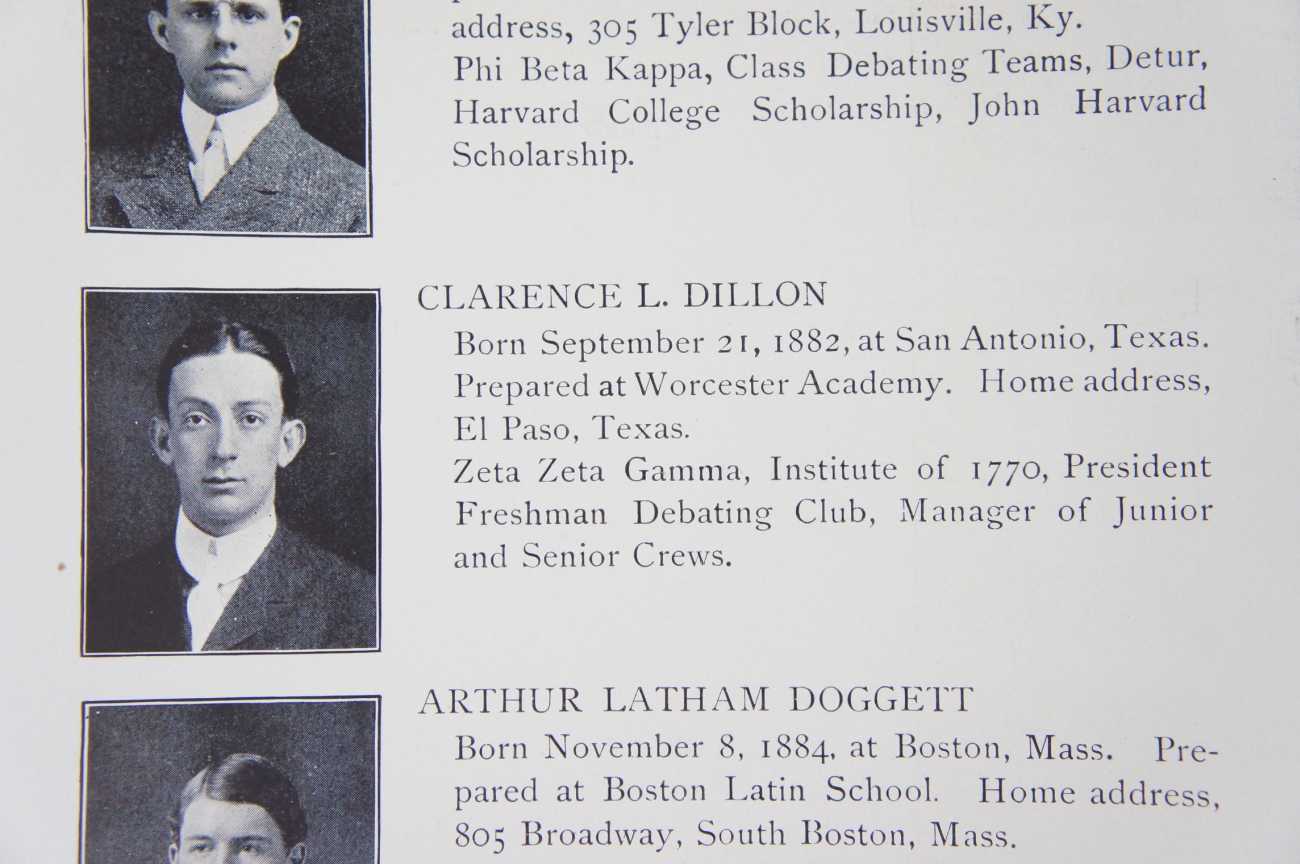 address, 305 Tyler Block, Louisville, Ky.
Phi Beta Kappa, Class Debating Teams, Detur,
Harvard College Scholarship, John Harvard
Scholarship.
CLARENCE L. DILLON
Born September 21, 1882, at San Antonio, Texas.
Prepared at Worcester Academy. Home address,
El Paso, Texas.
Zeta Zeta Gamma, Institute of 1770, President
Freshman Debating Club, Manager of Junior
and Senior Crews.
ARTHUR LATHAM DOGGETT
Born November 8, 1884, at Boston, Mass. Pre-
pared at Boston Latin School. Home address,
805 Broadway, South Boston, Mass.